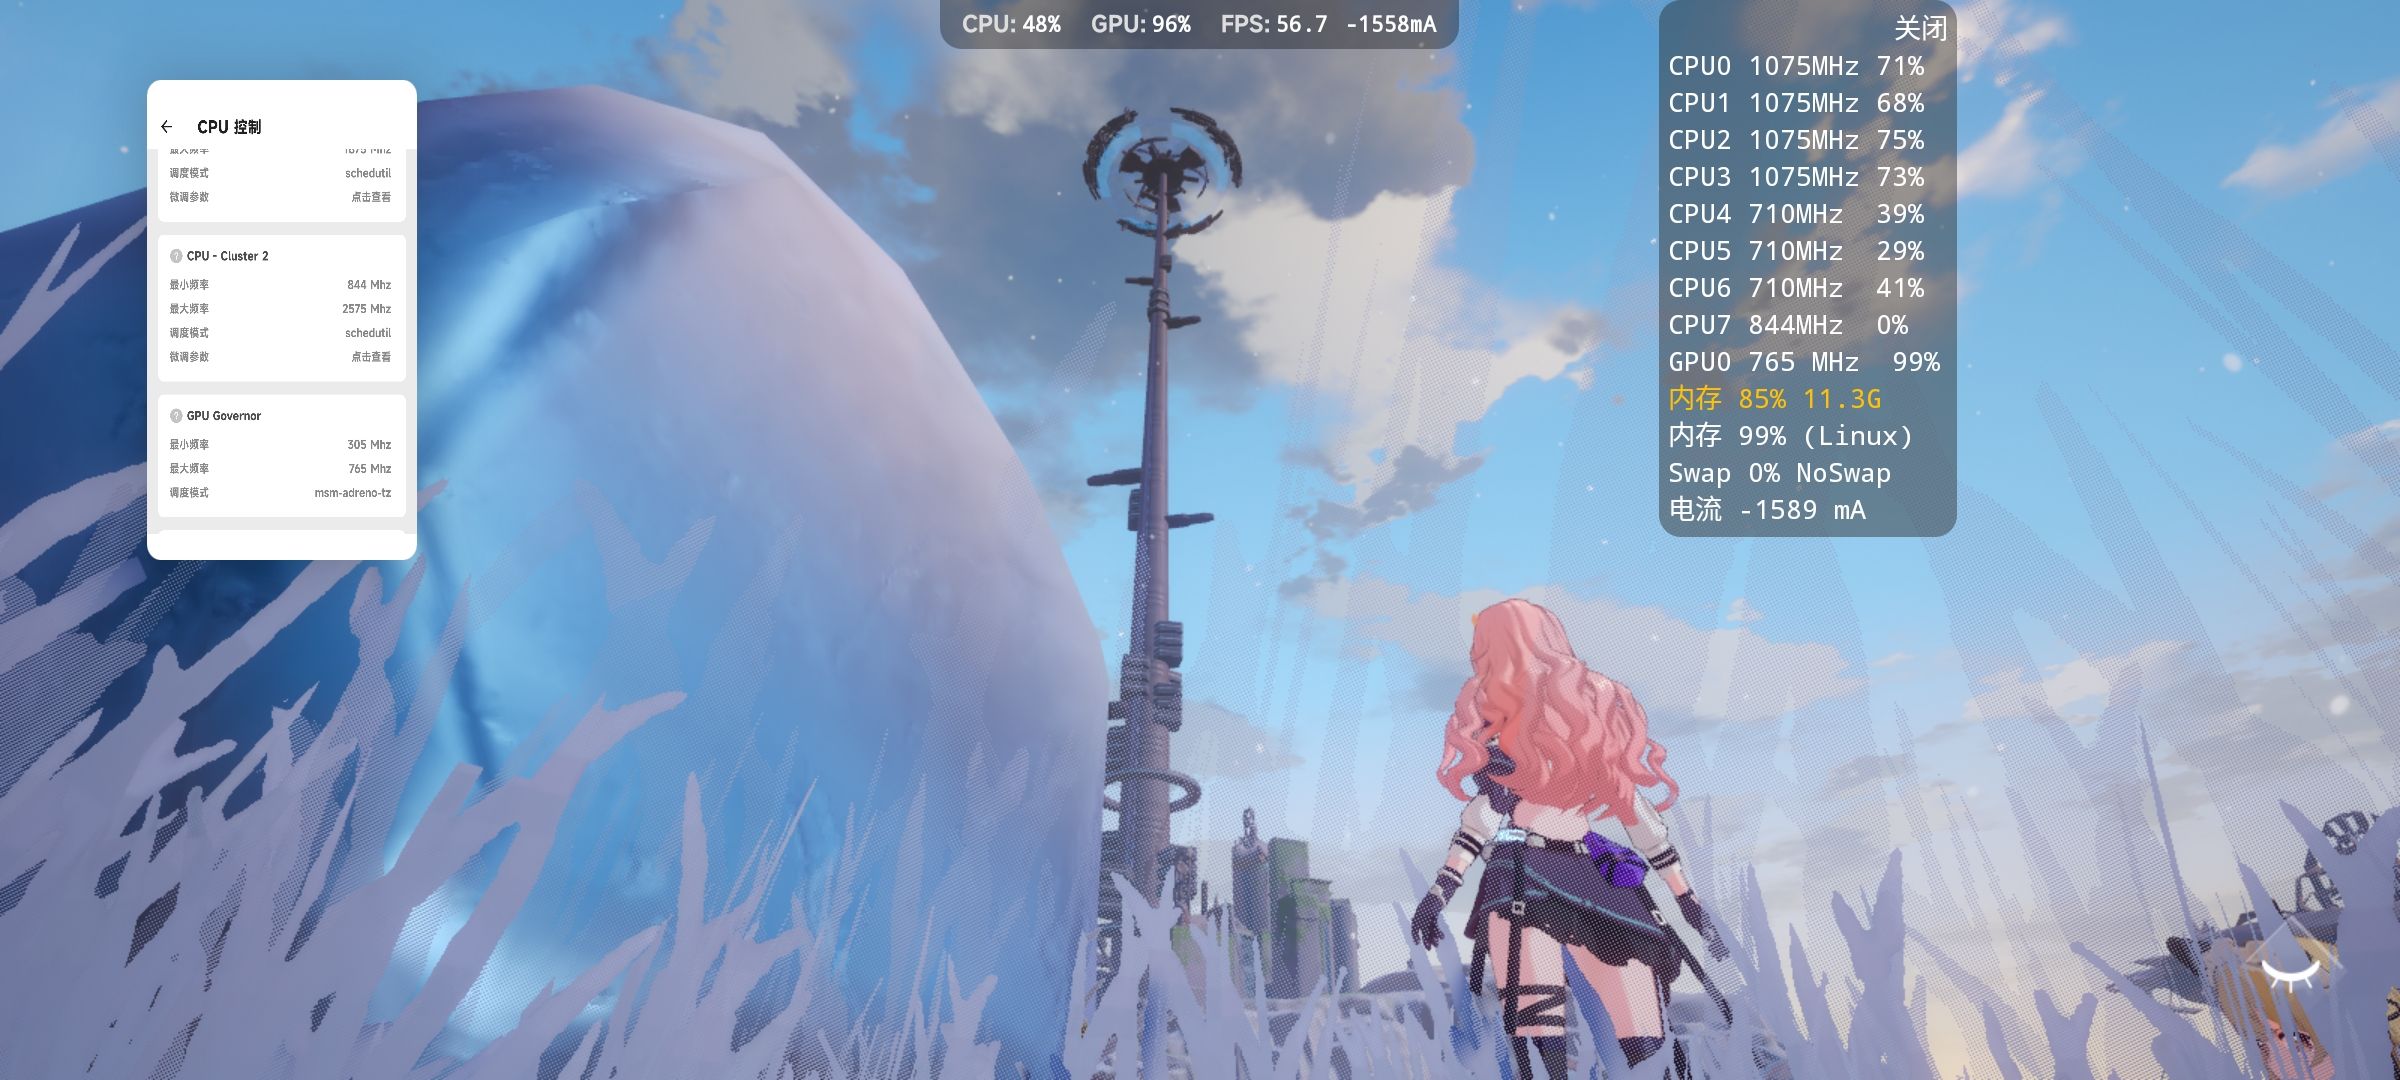 CPU: 48% GPU: 96% FPS: 56.7 -1558mA
CPU 控制
最大频率 1875 Mhz
调度模式 schedutil
微调参数 点击查看
CPU - Cluster 2
最小频率 844 Mhz
最大频率 2575 Mhz
调度模式 schedutil
微调参数 点击查看
GPU Governor
最小频率 305 Mhz
最大频率 765 Mhz
调度模式 msm-adreno-tz
关闭
CPU0 1075MHz 71%
CPU1 1075MHz 68%
CPU2 1075MHz 75%
CPU3 1075MHz 73%
CPU4 710MHz 39%
CPU5 710MHz 29%
CPU6 710MHz 41%
CPU7 844MHz 0%
GPU0 765 MHz 99%
内存 85% 11.3G
内存 99% (Linux)
Swap 0% NoSwap
电流 -1589 mA